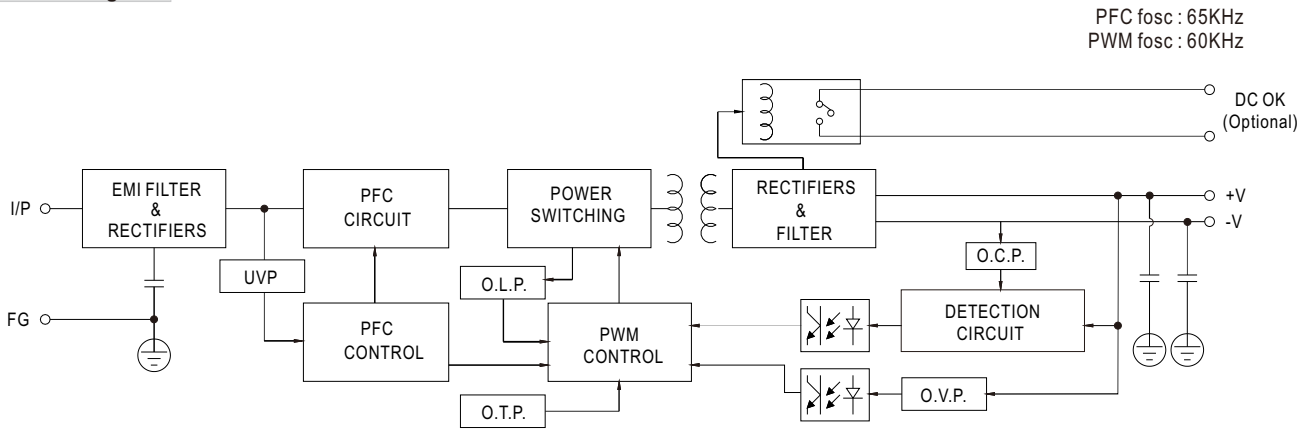 PFC fosc : 65KHz
PWM fosc : 60KHz
DC OK
(Optional)
I/P
EMI FILTER
&
RECTIFIERS
PFC
CIRCUIT
POWER
SWITCHING
RECTIFIERS
&
FILTER
+V
-V
UVP
O.L.P.
O.C.P.
FG
PFC
CONTROL
PWM
CONTROL
DETECTION
CIRCUIT
O.T.P.
O.V.P.